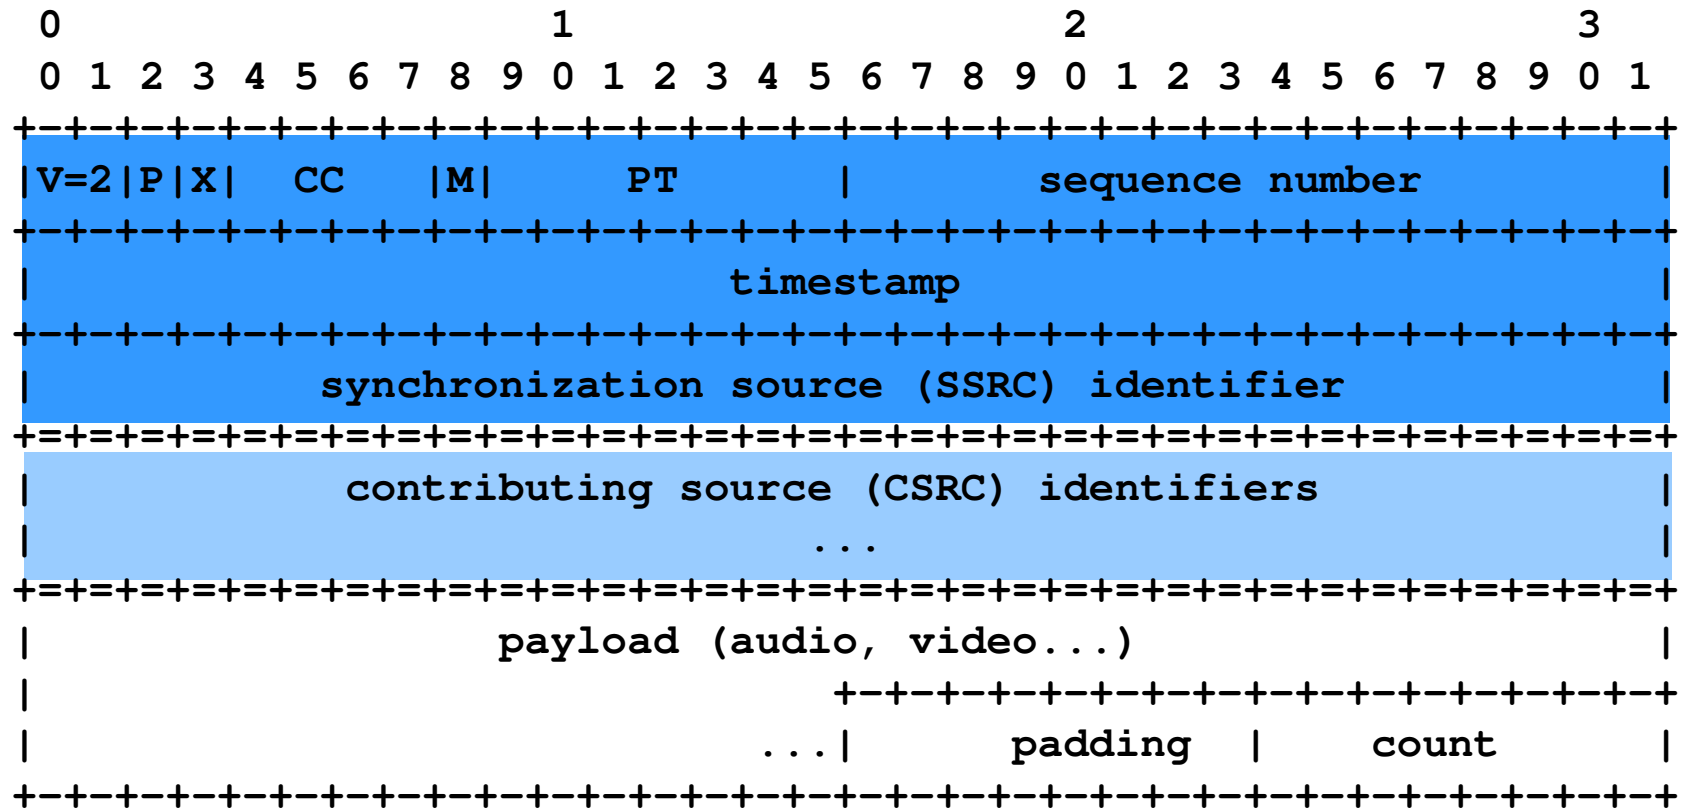 0                   1                   2                   3
 0 1 2 3 4 5 6 7 8 9 0 1 2 3 4 5 6 7 8 9 0 1 2 3 4 5 6 7 8 9 0 1
+-+-+-+-+-+-+-+-+-+-+-+-+-+-+-+-+-+-+-+-+-+-+-+-+-+-+-+-+-+-+-+-+
|V=2|P|X|  CC   |M|     PT      |       sequence number         |
+-+-+-+-+-+-+-+-+-+-+-+-+-+-+-+-+-+-+-+-+-+-+-+-+-+-+-+-+-+-+-+-+
|                           timestamp                           |
+-+-+-+-+-+-+-+-+-+-+-+-+-+-+-+-+-+-+-+-+-+-+-+-+-+-+-+-+-+-+-+-+
|           synchronization source (SSRC) identifier            |
+=+=+=+=+=+=+=+=+=+=+=+=+=+=+=+=+=+=+=+=+=+=+=+=+=+=+=+=+=+=+=+=+
|            contributing source (CSRC) identifiers             |
|                              ...                              |
+=+=+=+=+=+=+=+=+=+=+=+=+=+=+=+=+=+=+=+=+=+=+=+=+=+=+=+=+=+=+=+=+
|                  payload (audio, video...)                    |
|                               +-+-+-+-+-+-+-+-+-+-+-+-+-+-+-+-+
|                            ...|      padding  |    count      |
+-+-+-+-+-+-+-+-+-+-+-+-+-+-+-+-+-+-+-+-+-+-+-+-+-+-+-+-+-+-+-+-+